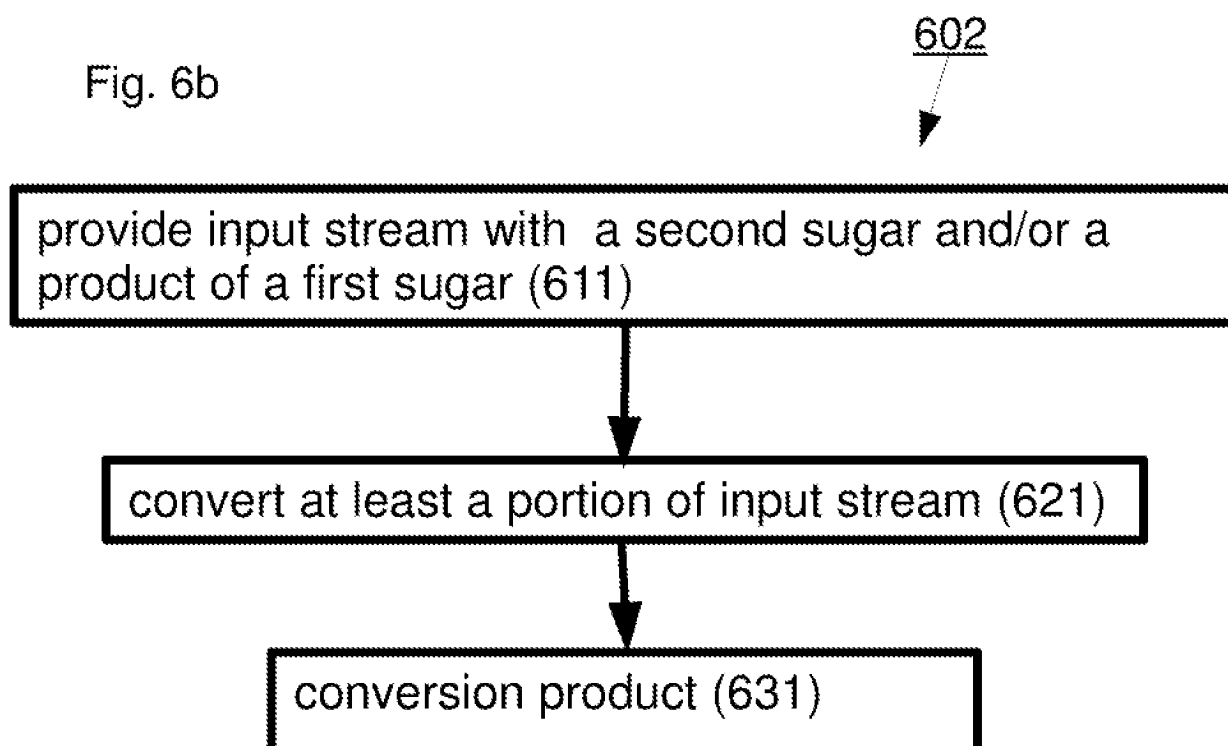 602
Fig. 6b
provide input stream with a second sugar and/or a
product of a first sugar (611)
convert at least a portion of input stream (621)
conversion product (631)